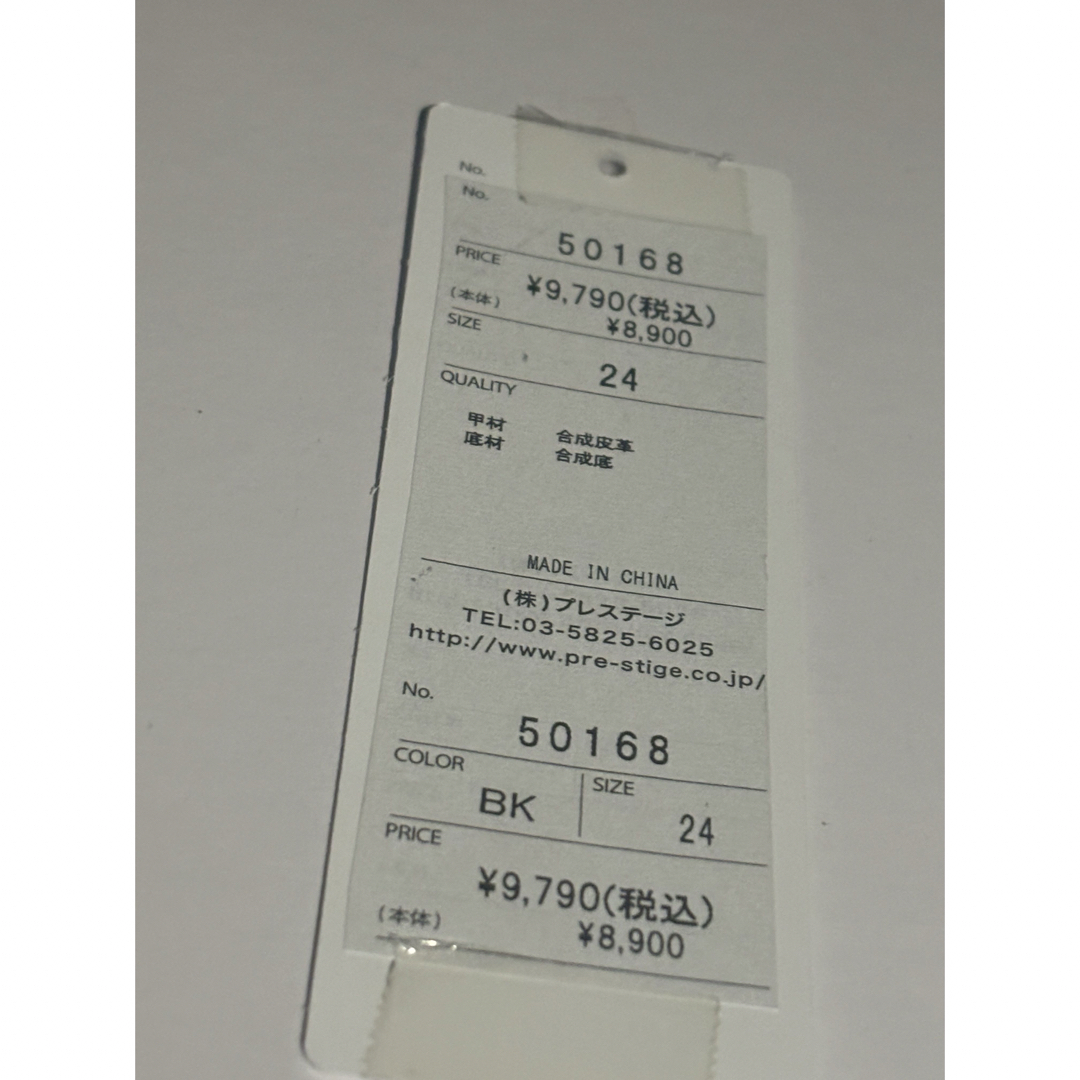 No.
No.
50168
PRICE
¥9,790(税込)
(本体)
¥8,900
SIZE
24
QUALITY
甲材 合成皮革
底材 合成底
MADE IN CHINA
(株)プレステージ
TEL:03-5825-6025
http://www.pre-stige.co.jp/
No.
50168
COLOR
BK
SIZE
24
PRICE
¥9,790(税込)
(本体)
¥8,900